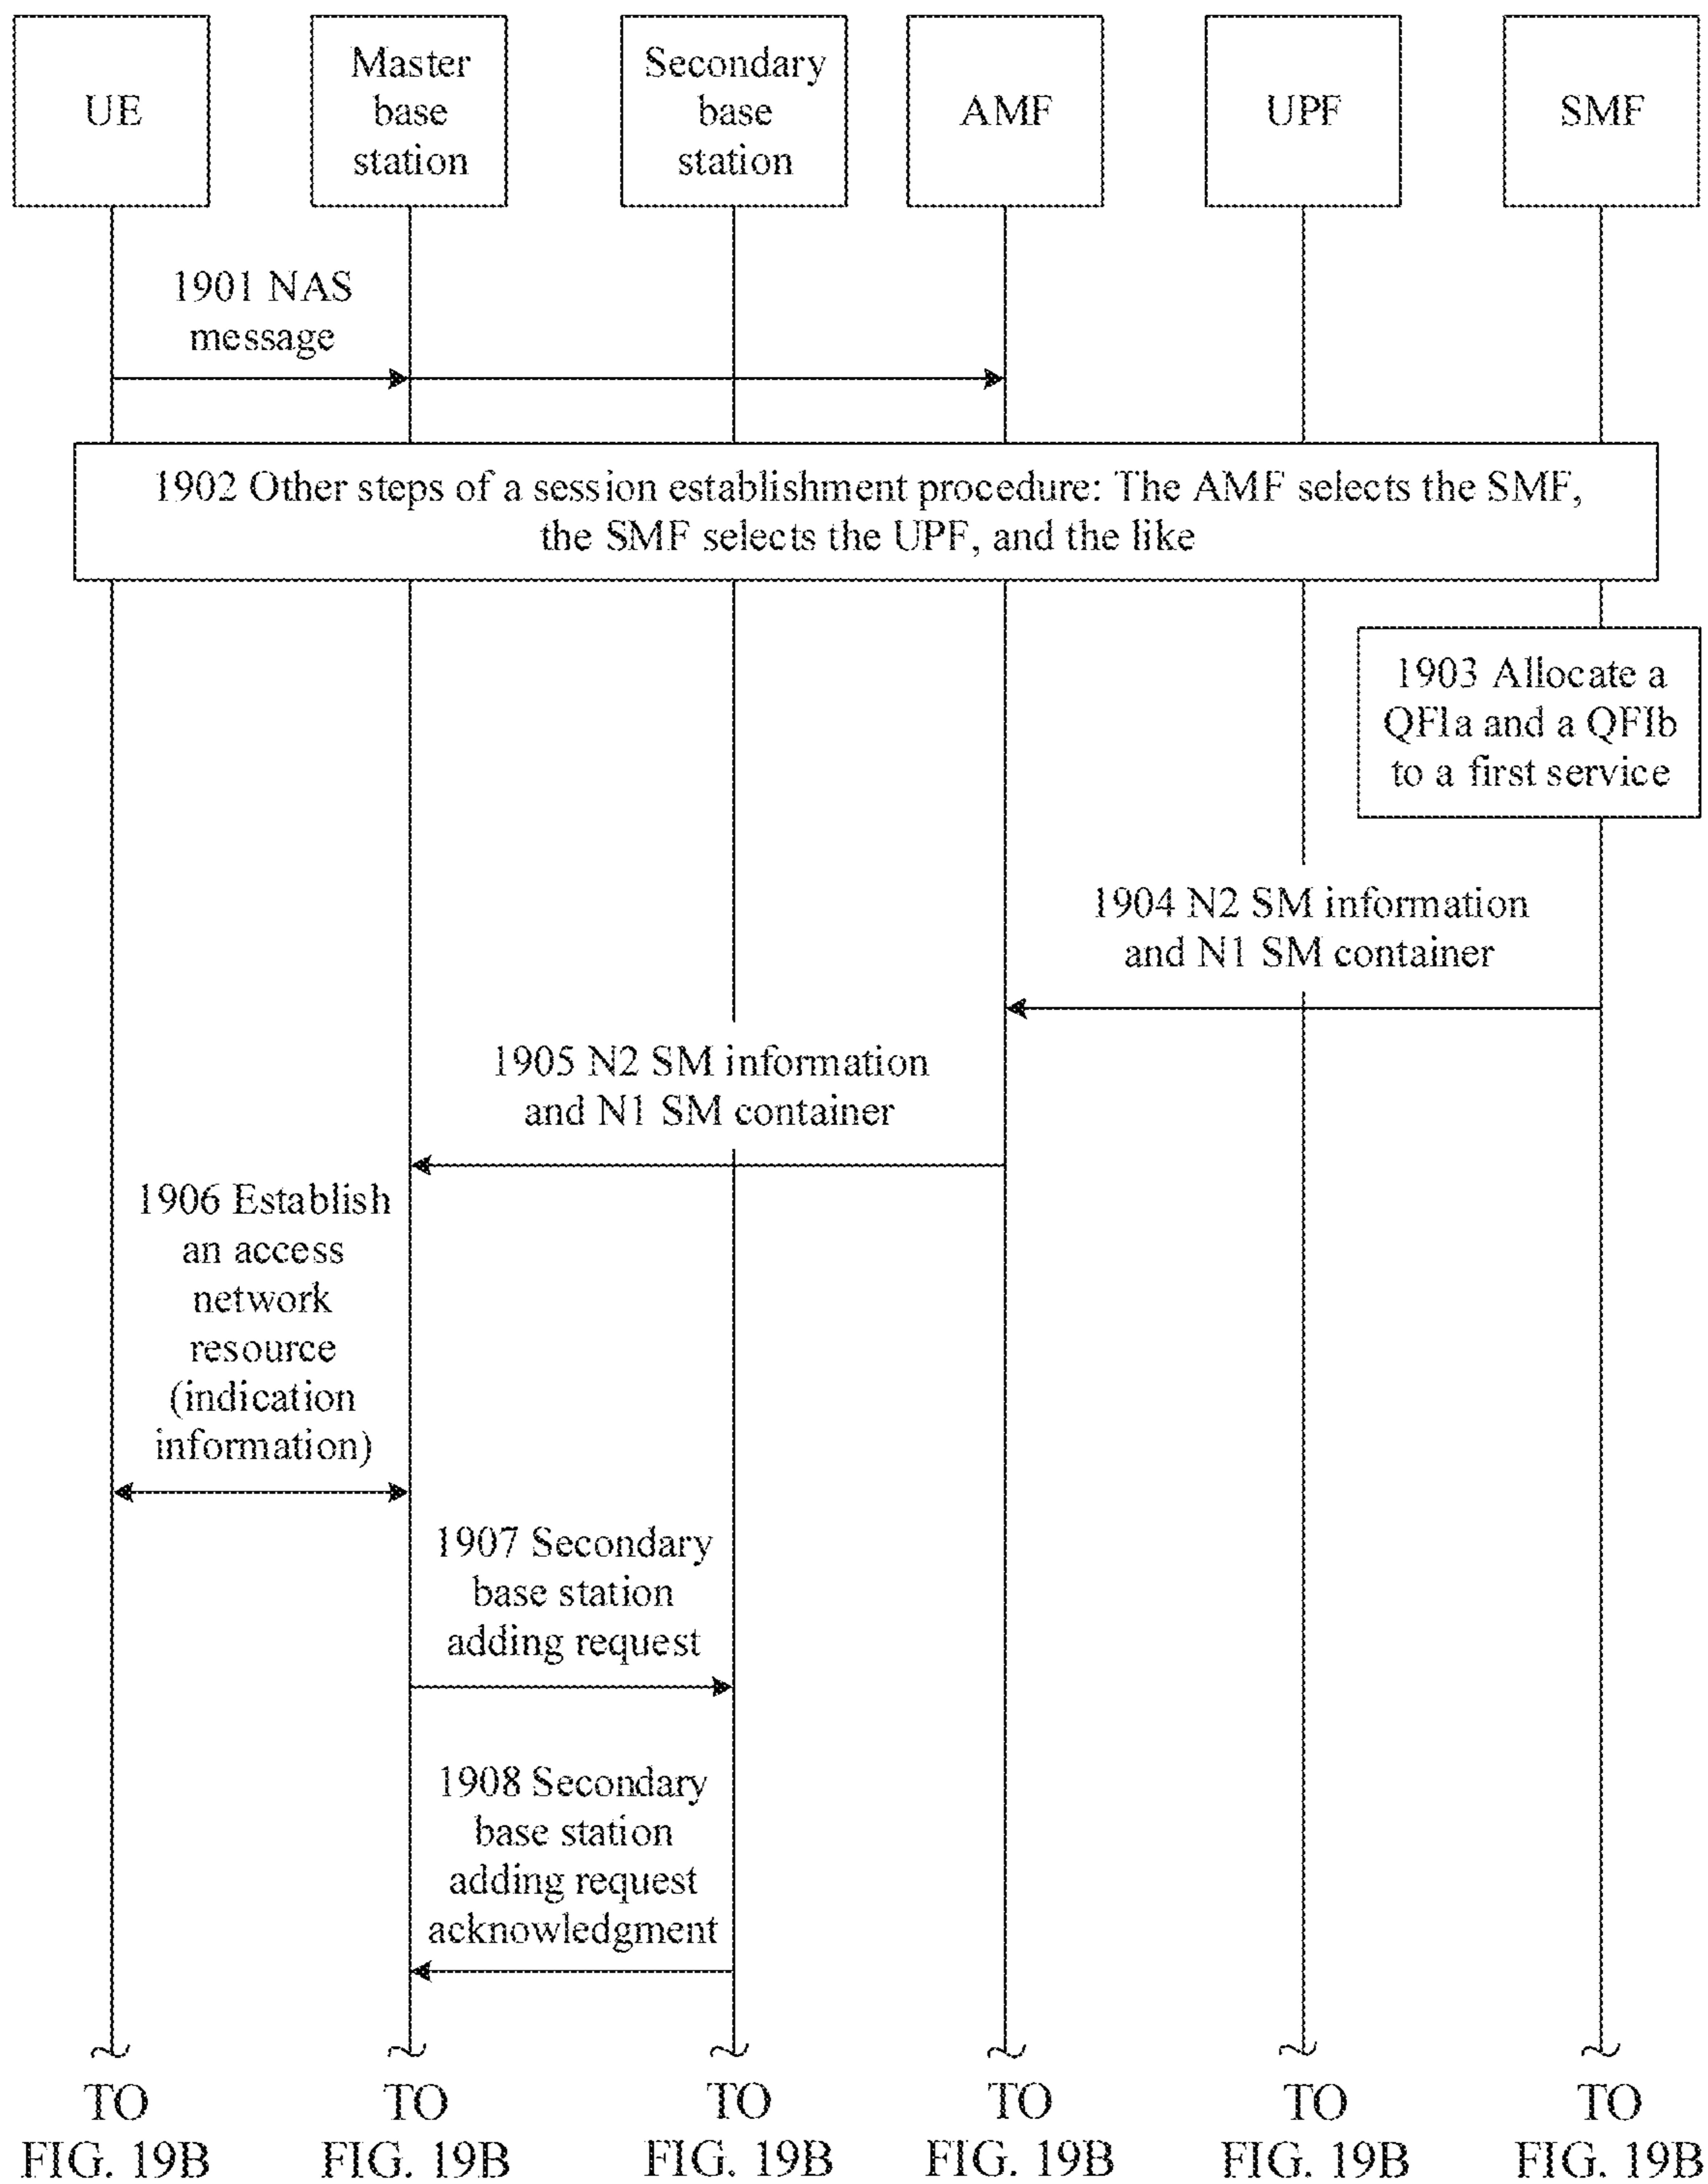 UE
Master
base
station
Secondary
base
station
AMF
UPF
SMF
1901 NAS
message
1902 Other steps of a session establishment procedure: The AMF selects the SMF,
the SMF selects the UPF, and the like
1903 Allocate a
QFIa and a QFIb
to a first service
1904 N2 SM information
and N1 SM container
1905 N2 SM information
and N1 SM container
1906 Establish
an access
network
resource
(indication
information)
1907 Secondary
base station
adding request
1908 Secondary
base station
adding request
acknowledgment
TO
FIG. 19B
TO
FIG. 19B
TO
FIG. 19B
TO
FIG. 19B
TO
FIG. 19B
TO
FIG. 19B